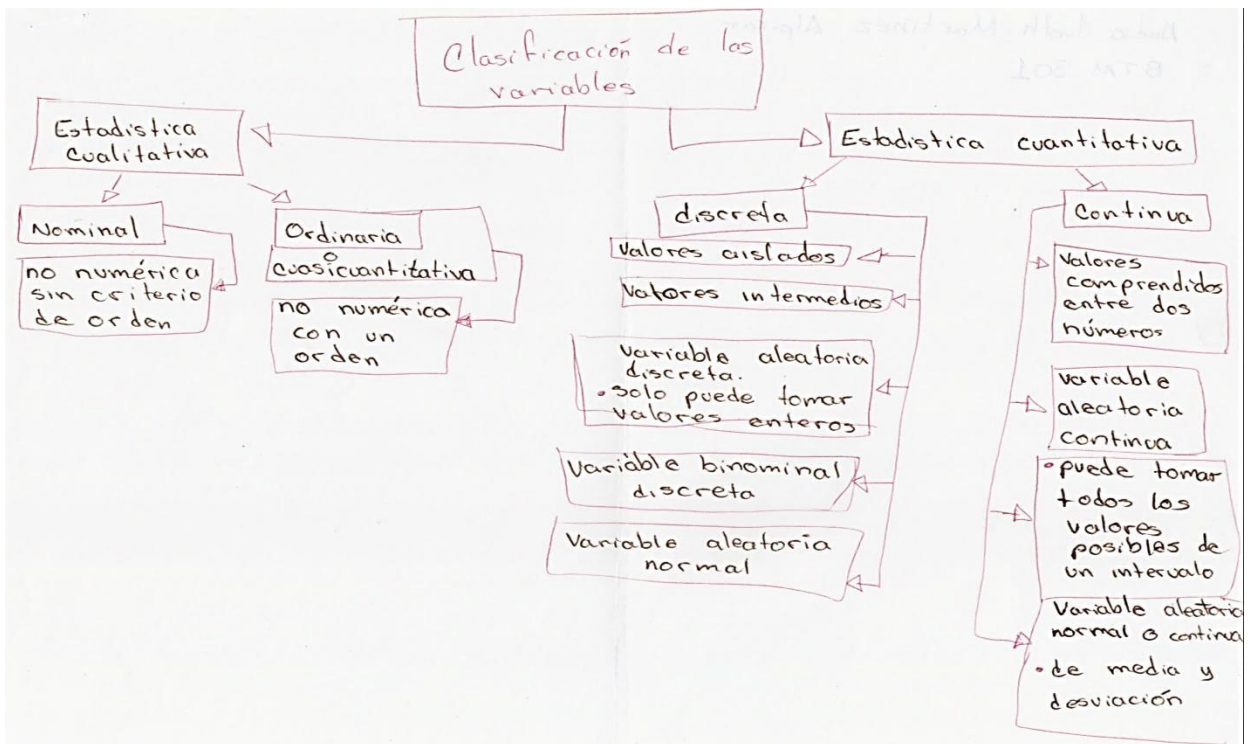 Clasificación de las
variables
Estadistica
cualitativa
Nominal
no numérica
sin criterio
de orden
Ordinaria
o
cuasicuantitativa
no numérica
con un
orden
Estadistica cuantitativa
discreta
Valores aislados
Valores intermedios
variable aleatoria
discreta.
• solo puede tomar
valores enteros
Variable binominal
discreta
Variable aleatoria
normal
Continua
Valores
comprendidos
entre dos
números
variable
aleatoria
continua
• puede tomar
todos los
valores
posibles de
un intervalo
Variable aleatoria
normal o continua
• de media y
desviación